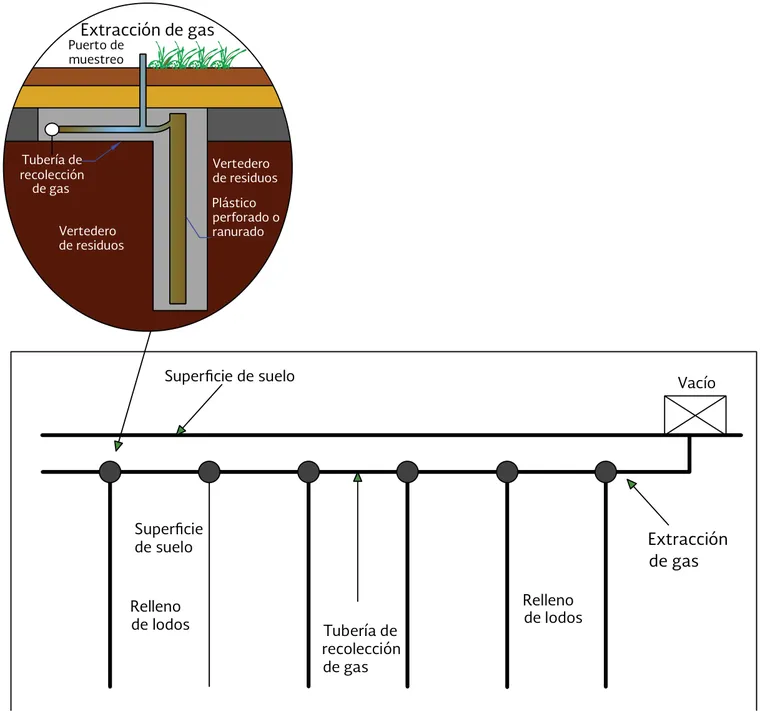 Extracción de gas
Puerto de
muestreo
Tubería de
recolección
de gas
Vertedero
de residuos
Plástico
perforado o
ranurado
Vertedero
de residuos
Superficie de suelo
Vacío
Superficie
de suelo
Extracción
de gas
Relleno
de lodos
Tubería de
recolección
de gas
Relleno
de lodos